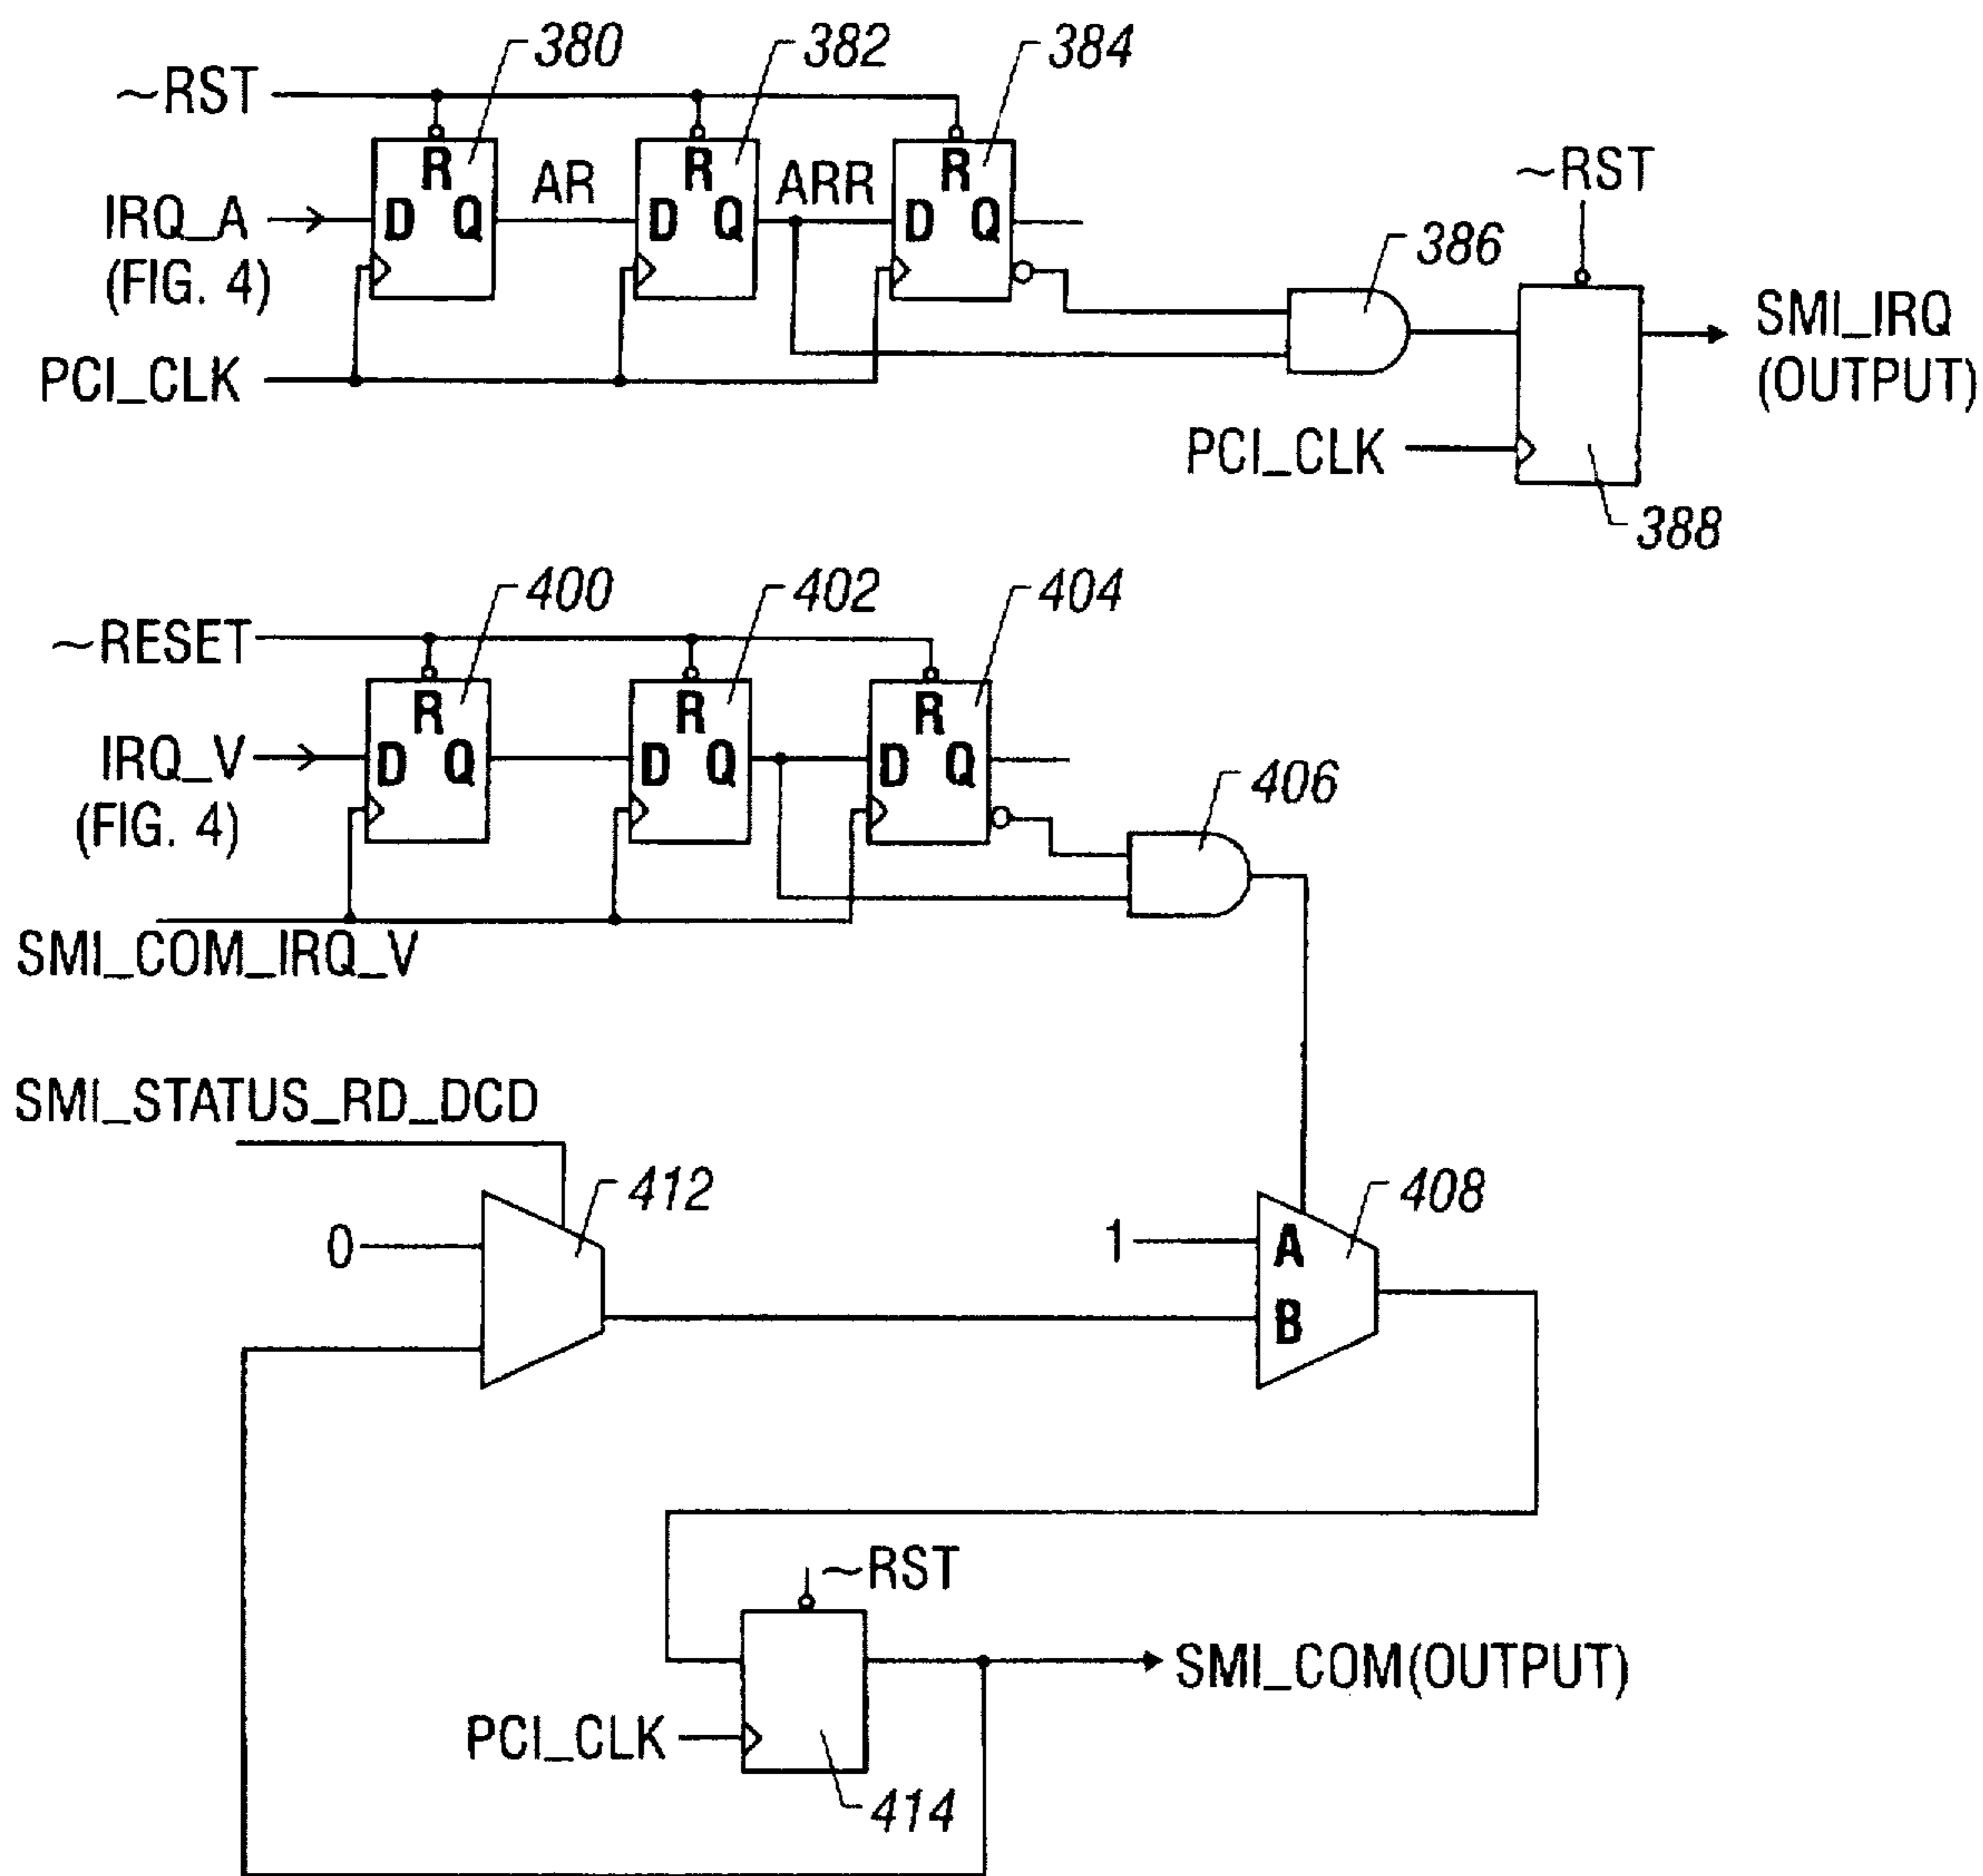 380
382
384
~RST
R
R
R
~RST
IRQ_A
D
Q
AR
D
Q
ARR
D
Q
386
(FIG. 4)
SMI_IRQ
(OUTPUT)
PCI_CLK
PCI_CLK
388
400
402
404
~RESET
R
R
R
IRQ_V
D
Q
D
Q
D
Q
406
(FIG. 4)
SMI_COM_IRQ_V
SMI_STATUS_RD_DCD
412
408
0
1
A
B
~RST
SMI_COM(OUTPUT)
PCI_CLK
414